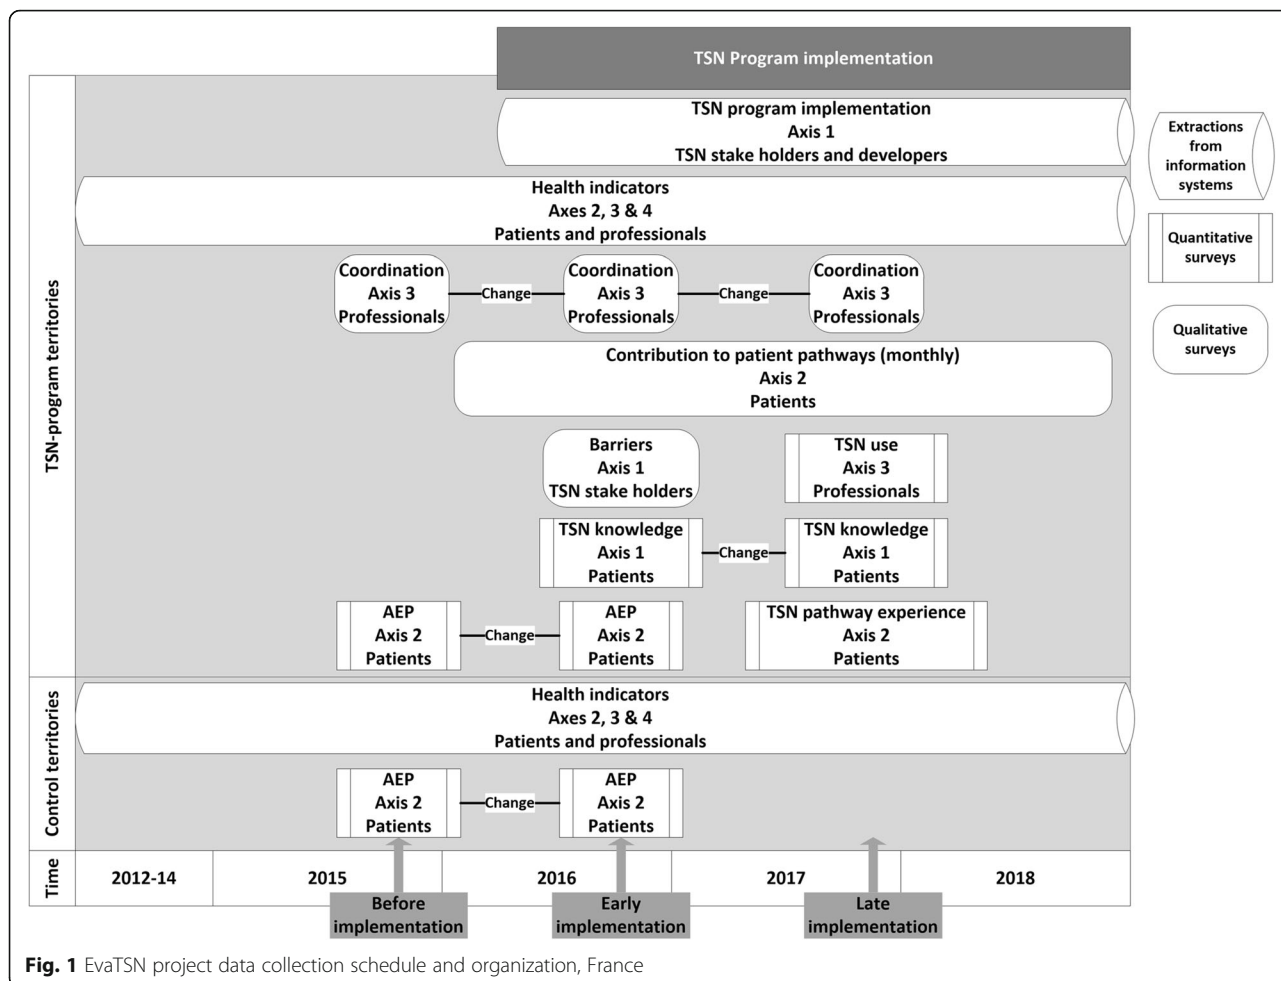 TSN Program implementation
TSN program implementation
Axis 1
TSN stake holders and developers
Health indicators
Axes 2, 3 & 4
Patients and professionals
Coordination
Axis 3
Professionals
Change
Coordination
Axis 3
Professionals
Change
Coordination
Axis 3
Professionals
Contribution to patient pathways (monthly)
Axis 2
Patients
Barriers
Axis 1
TSN stake holders
TSN use
Axis 3
Professionals
TSN knowledge
Axis 1
Patients
Change
TSN knowledge
Axis 1
Patients
AEP
Axis 2
Patients
Change
AEP
Axis 2
Patients
TSN pathway experience
Axis 2
Patients
TSN-program territories
Health indicators
Axes 2, 3 & 4
Patients and professionals
AEP
Axis 2
Patients
Change
AEP
Axis 2
Patients
Control territories
Time
2012-14
2015
2016
2017
2018
Before
implementation
Early
implementation
Late
implementation
Extractions
from
information
systems
Quantitative
surveys
Qualitative
surveys
Fig. 1 EvaTSN project data collection schedule and organization, France